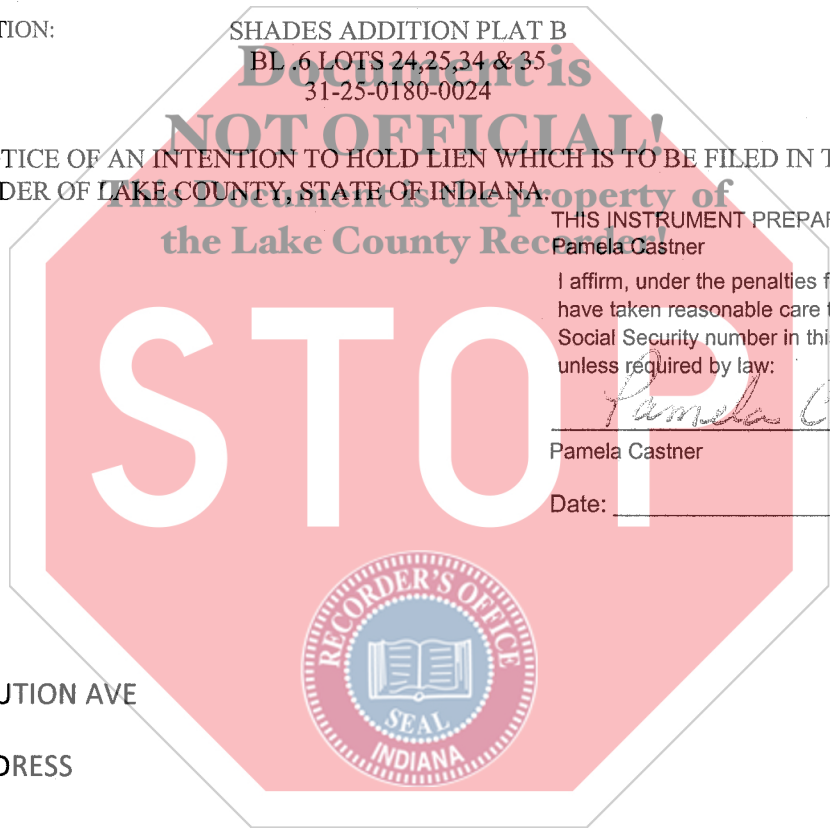 TION:
SHADES ADDITION PLAT B
BL .6 LOTS 24,25,34 & 35
31-25-0180-0024
Document is
NOT OFFICIAL!
This Document is the property of
the Lake County Recorder!
TICE OF AN INTENTION TO HOLD LIEN WHICH IS TO BE FILED IN T
DER OF LAKE COUNTY, STATE OF INDIANA.
THIS INSTRUMENT PREPAR
Pamela Castner
I affirm, under the penalties f
have taken reasonable care t
Social Security number in thi
unless required by law:
Pamela C
Pamela Castner
Date:
STOP
RECORDER'S OFFICE
SEAL
INDIANA
UTION AVE
DRESS